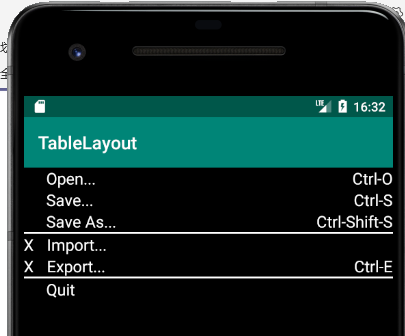 LTE 16:32
TableLayout
Open... Ctrl-O
Save... Ctrl-S
Save As... Ctrl-Shift-S
X Import...
X Export... Ctrl-E
Quit